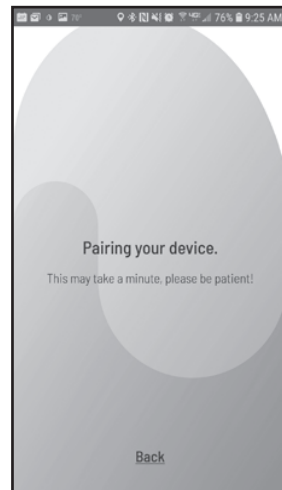 76% 9:25 AM
Pairing your device.
This may take a minute, please be patient!
Back